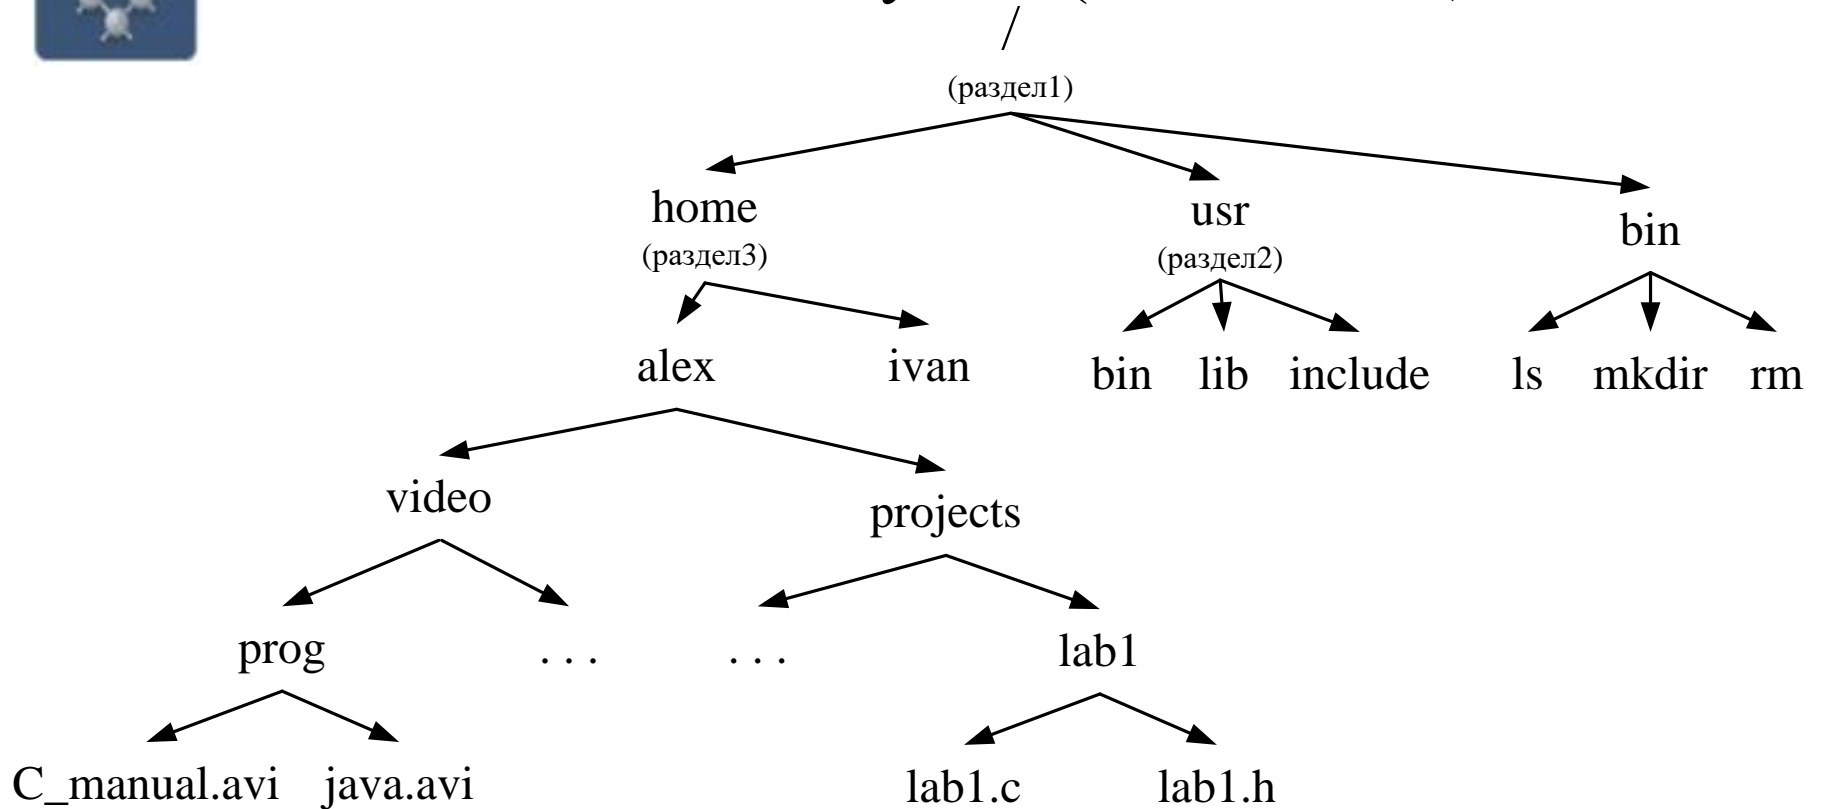 /
(раздел1)
home usr bin
(раздел3) (раздел2)
alex ivan bin lib include ls mkdir rm
video projects
prog . . . . . . lab1
C_manual.avi java.avi lab1.c lab1.h